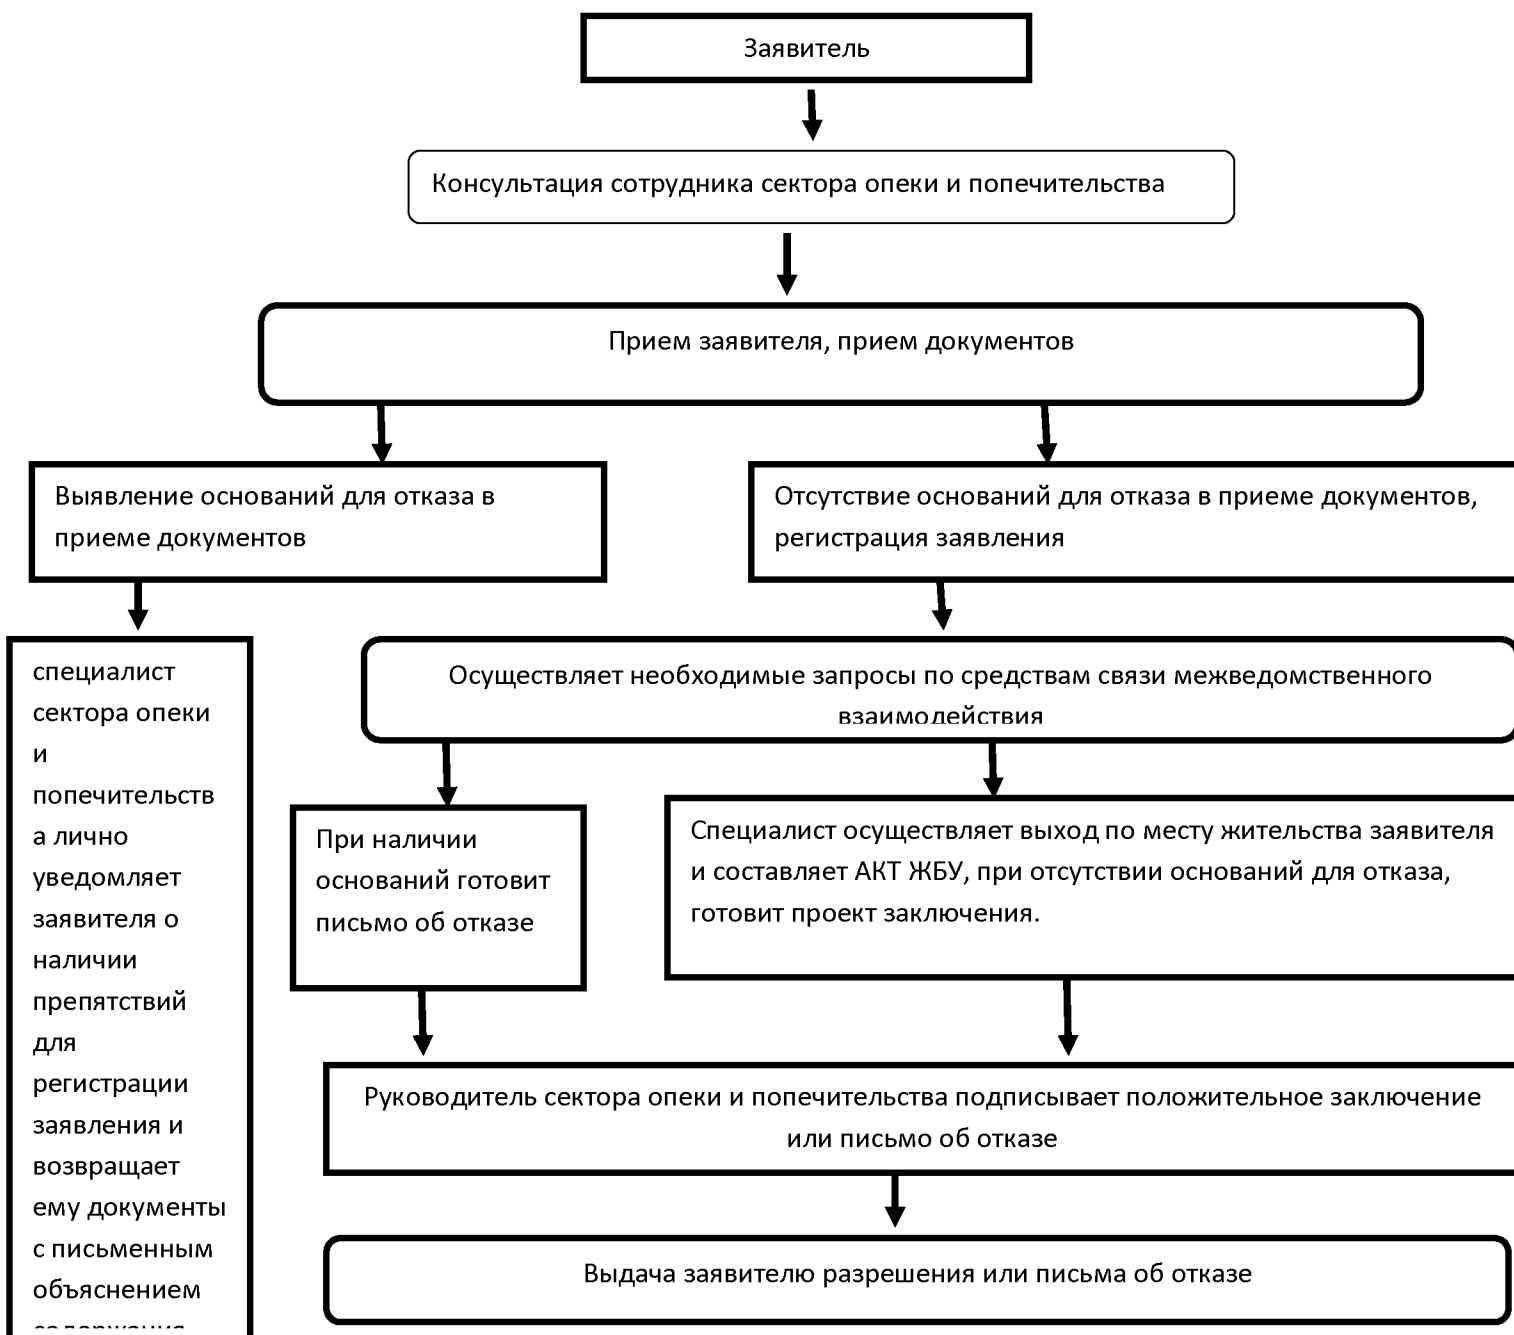 Заявитель
Консультация сотрудника сектора опеки и попечительства
Прием заявителя, прием документов
Выявление оснований для отказа в
приеме документов
Отсутствие оснований для отказа в приеме документов,
регистрация заявления
специалист
сектора опеки
и
попечительств
а лично
уведомляет
заявителя о
наличии
препятствий
для
регистрации
заявления и
возвращает
ему документы
с письменным
объяснением
Осуществляет необходимые запросы по средствам связи межведомственного
взаимодействия
При наличии
оснований готовит
письмо об отказе
Специалист осуществляет выход по месту жительства заявителя
и составляет АКТ ЖБУ, при отсутствии оснований для отказа,
готовит проект заключения.
Руководитель сектора опеки и попечительства подписывает положительное заключение
или письмо об отказе
Выдача заявителю разрешения или письма об отказе